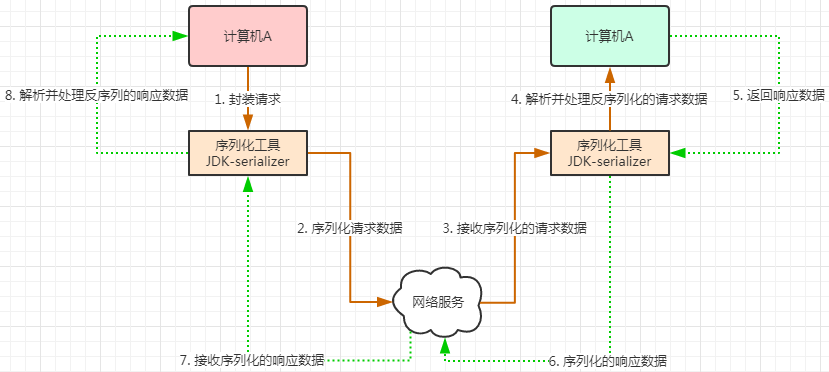 计算机A
计算机A
8. 解析并处理反序列的响应数据
1. 封装请求
4. 解析并处理反序列化的请求数据
5. 返回响应数据
序列化工具
JDK-serializer
序列化工具
JDK-serializer
2. 序列化请求数据
3. 接收序列化的请求数据
网络服务
7. 接收序列化的响应数据
6. 序列化的响应数据